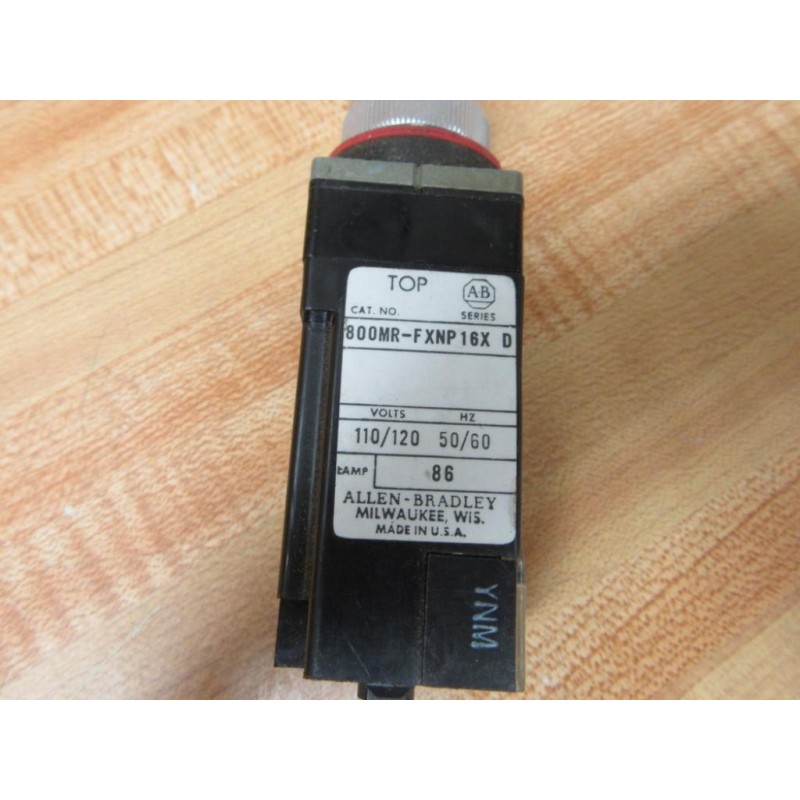 TOP A-B
CAT. NO. SERIES
800MR-FXNP16X D
VOLTS HZ
110/120 50/60
LAMP 86
ALLEN-BRADLEY
MILWAUKEE, WIS.
MADE IN U.S.A.
YNM